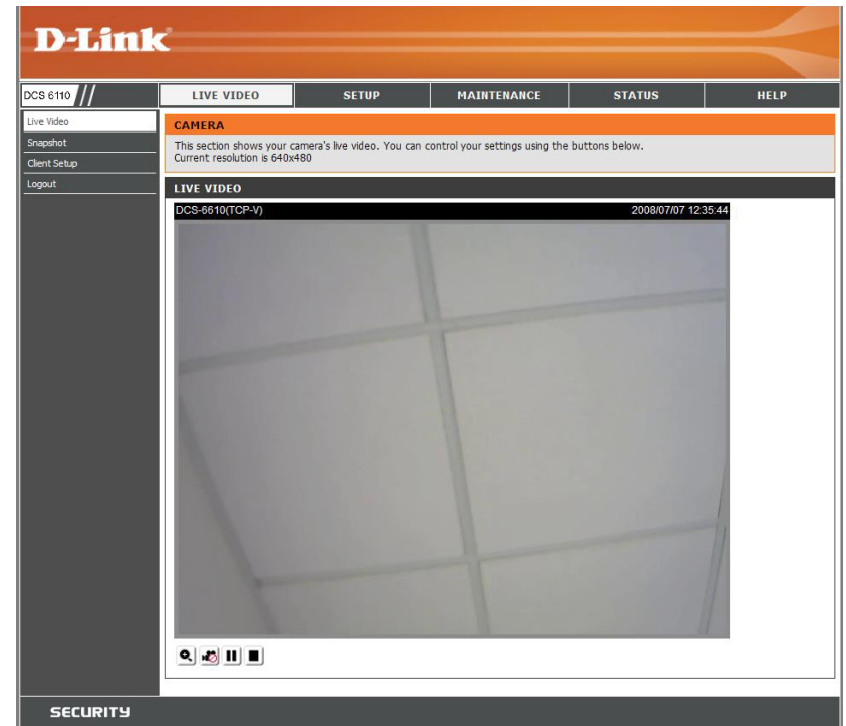 D-Link
DCS 6110 //
LIVE VIDEO SETUP MAINTENANCE STATUS HELP
Live Video
Snapshot
Client Setup
Logout
CAMERA
This section shows your camera's live video. You can control your settings using the buttons below.
Current resolution is 640x480
LIVE VIDEO
DCS-6610(TCP-V) 2008/07/07 12:35:44
SECURITY